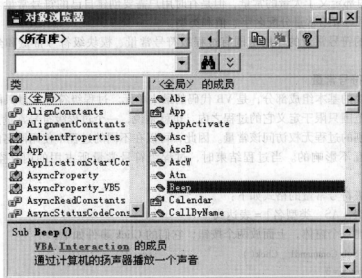 对象浏览器
<所有库>
类
'<全局>' 的成员
<全局>
AlignConstants
AlignmentConstants
AmbientProperties
App
ApplicationStartCor
AsyncProperty
AsyncProperty_VB5
AsyncReadConstants
AsyncStatusCodeCons
Abs
App
AppActivate
Asc
AscB
AscW
Atn
Beep
Calendar
CallByName
Sub Beep()
VBA.Interaction 的成员
通过计算机的扬声器播放一个声音